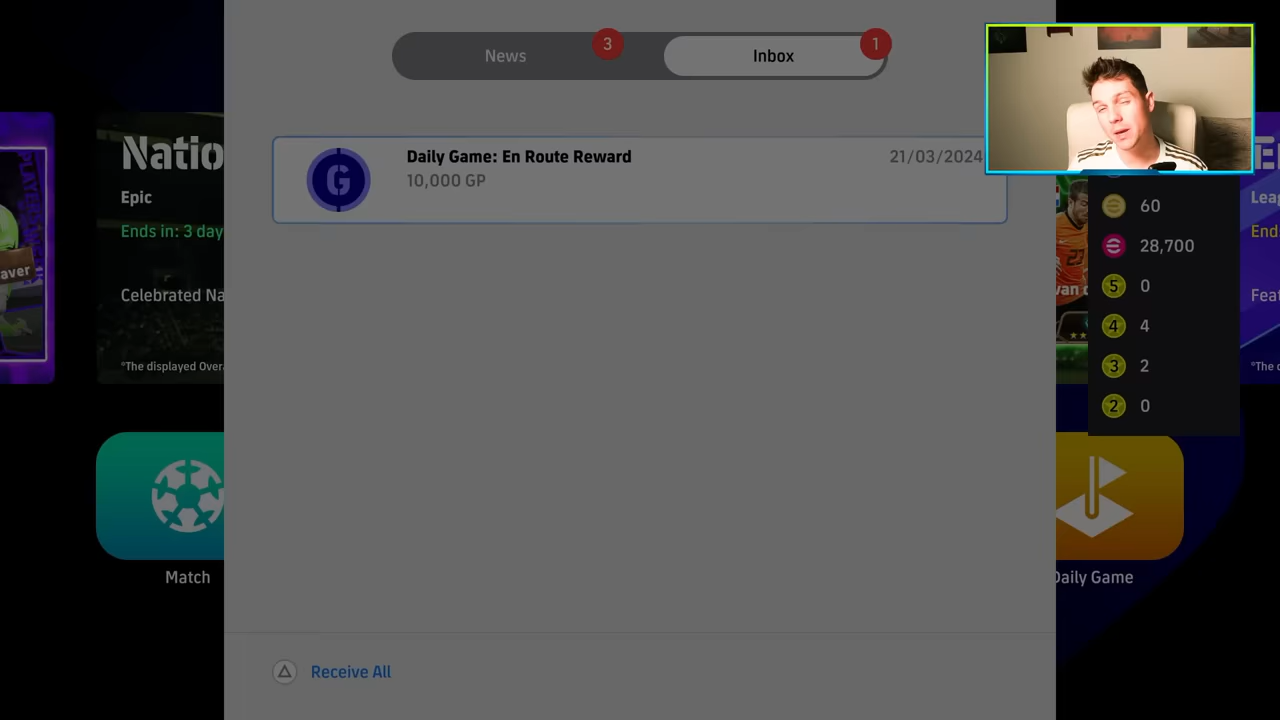 News
3
Inbox
1
Natio
Epic
Ends in: 3 day
Celebrated Na
*The displayed Over
aver
Daily Game: En Route Reward
21/03/2024
10,000 GP
G
60
28,700
5 0
4 4
3 2
2 0
van d
Leag
End
Feat
*The d
Match
Daily Game
Receive All